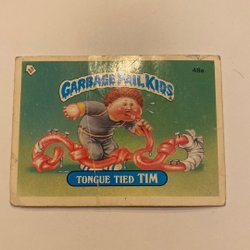 GARBAGE PAIL KIDS
48a
TONGUE TIED TIM